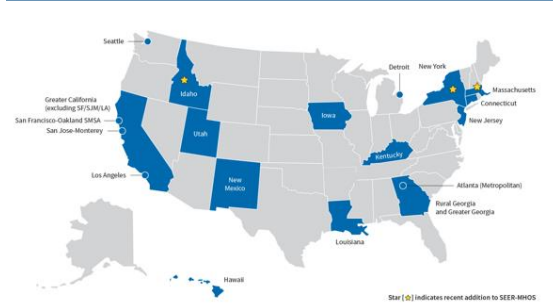 Seattle
Detroit
New York
Idaho
Massachusetts
Greater California
(excluding SF/SJM/LA)
Connecticut
San Francisco-Oakland SMSA
Iowa
New Jersey
San Jose-Monterey
Utah
Kentucky
Los Angeles
New
Mexico
Atlanta (Metropolitan)
Rural Georgia
and Greater Georgia
Louisiana
Hawaii
Star [⭐] indicates recent addition to SEER-MHOS